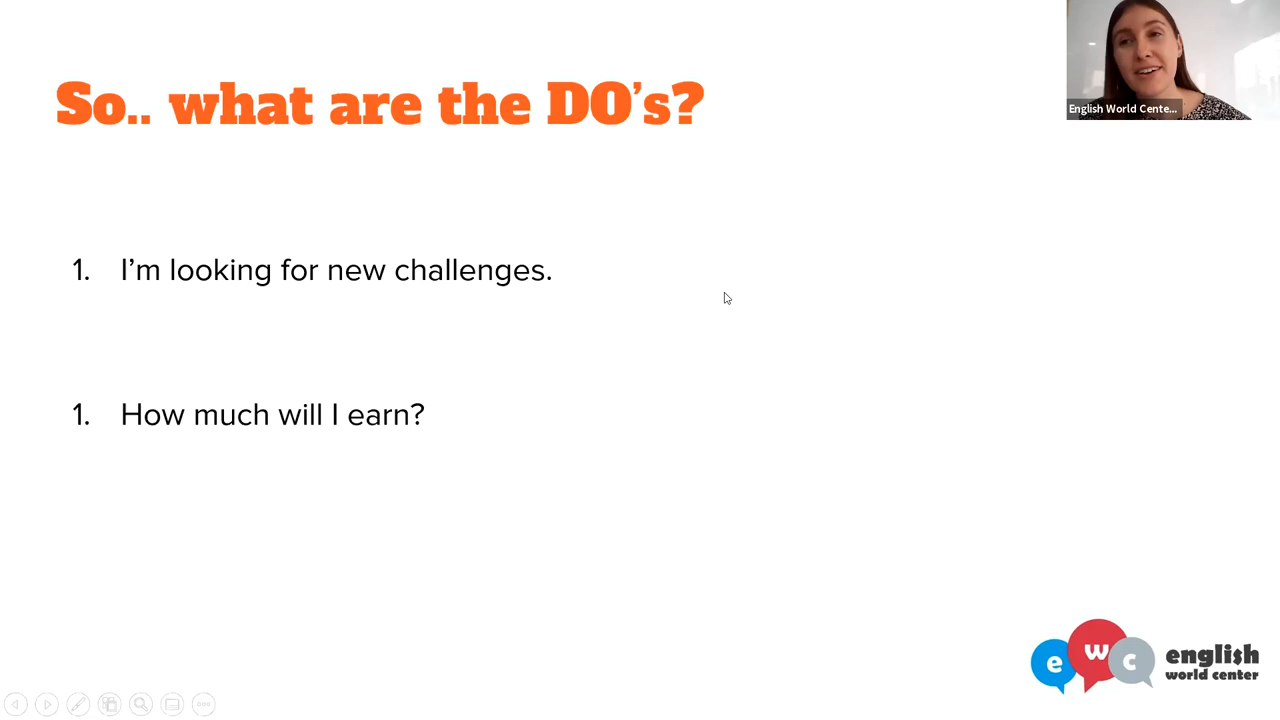 So.. what are the DO's?
English World Cente...
1. I'm looking for new challenges.
1. How much will I earn?
e w c english
world center